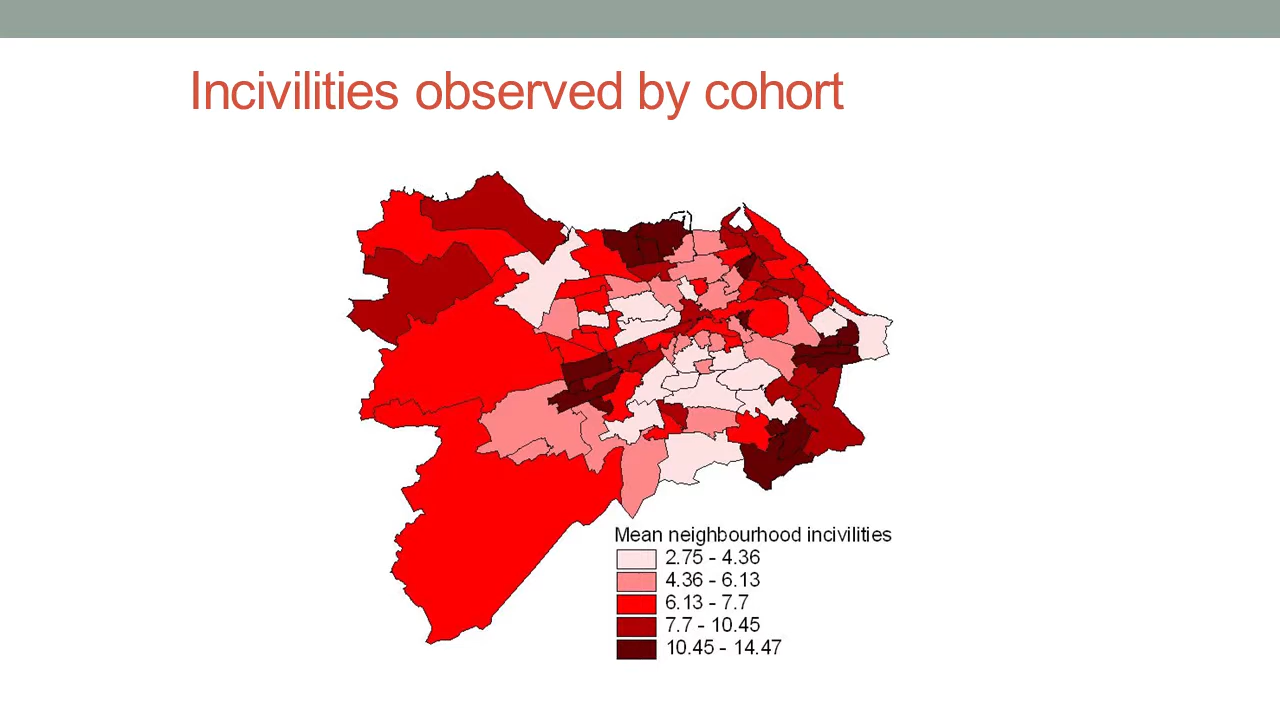 Incivilities observed by cohort
Mean neighbourhood incivilities
2.75 - 4.36
4.36 - 6.13
6.13 - 7.7
7.7 - 10.45
10.45 - 14.47